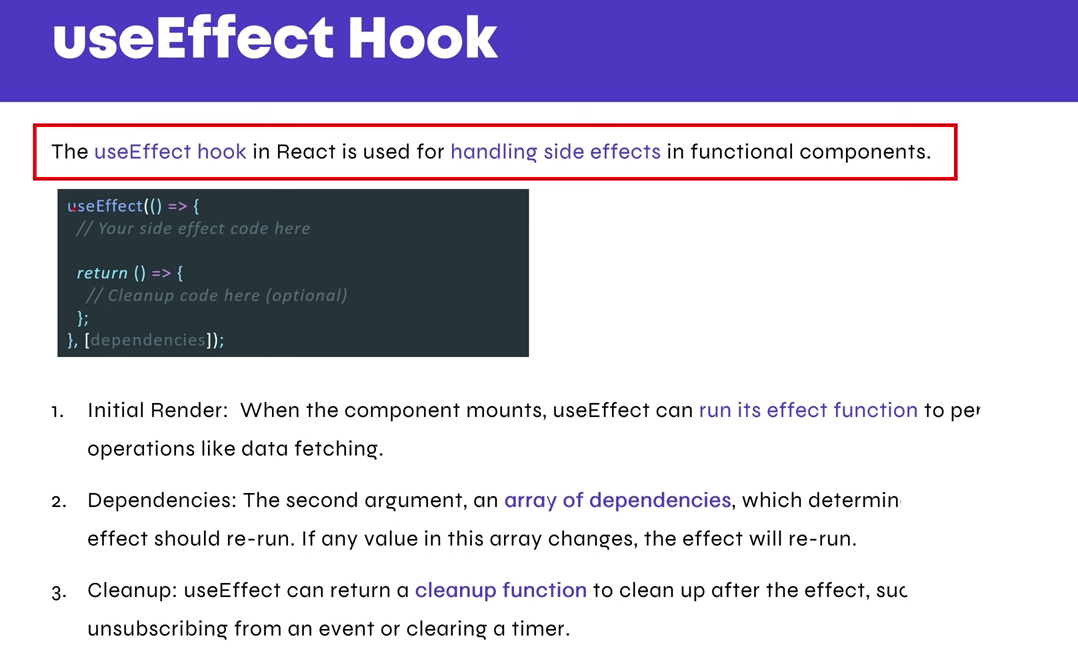 useEffect Hook
The useEffect hook in React is used for handling side effects in functional components.
useEffect(() => {
// Your side effect code here
return () => {
// Cleanup code here (optional)
};
}, [dependencies]);
1. Initial Render: When the component mounts, useEffect can run its effect function to
operations like data fetching.
2. Dependencies: The second argument, an array of dependencies, which
effect should re-run. If any value in this array changes, the effect will re-run.
3. Cleanup: useEffect can return a cleanup function to clean up after the effect,
unsubscribing from an event or clearing a timer.